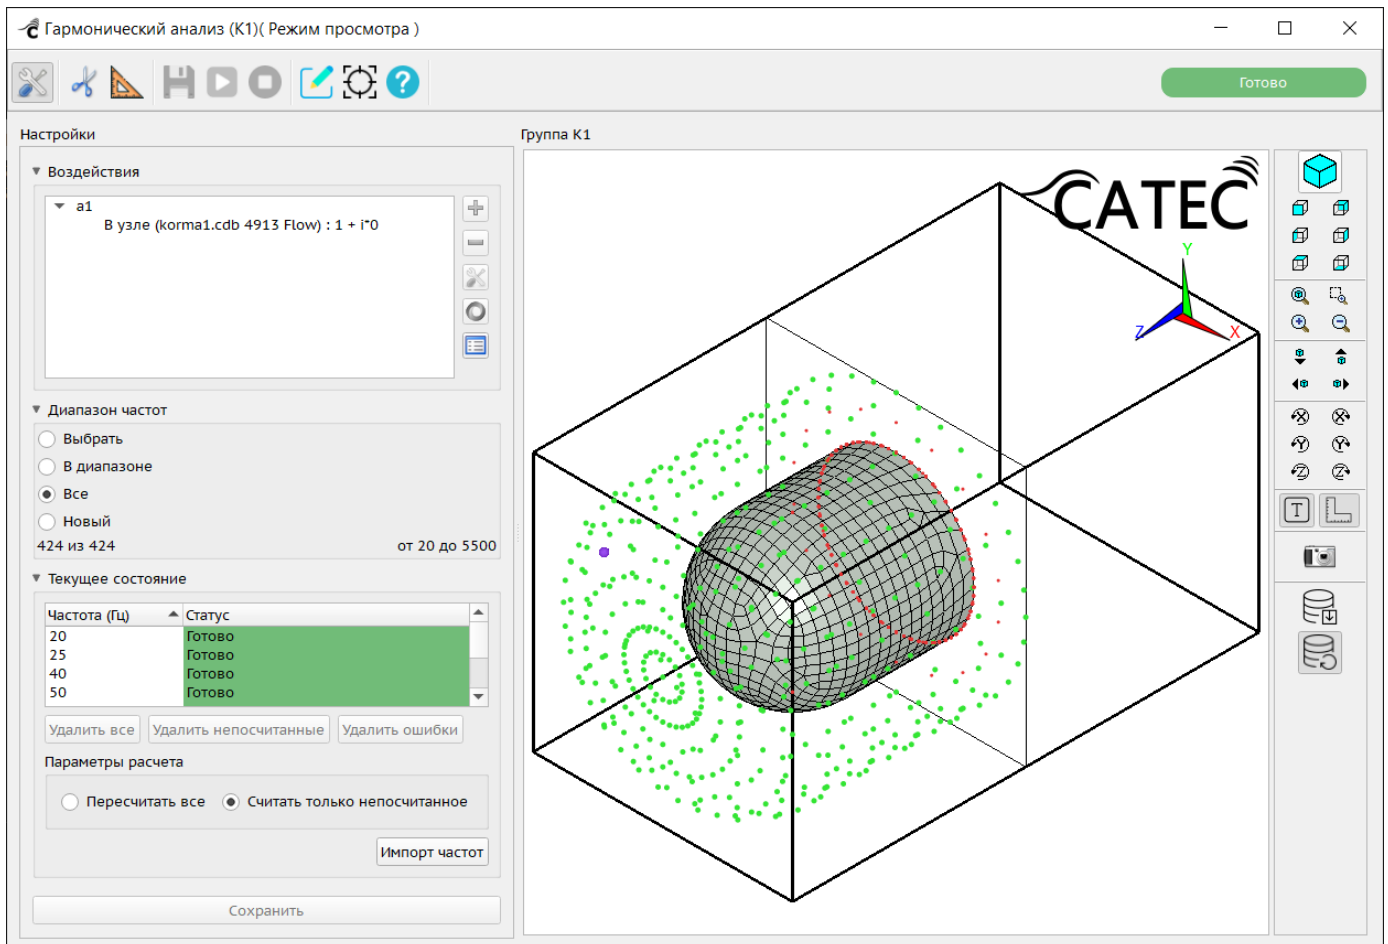 Гармонический анализ (К1)( Режим просмотра )
Готово
Настройки
Воздействия
a1
В узле (korma1.cdb 4913 Flow) : 1 + i*0
Диапазон частот
Выбрать
В диапазоне
Все
Новый
424 из 424
от 20 до 5500
Текущее состояние
Частота (Гц) Статус
20 Готово
25 Готово
40 Готово
50 Готово
Удалить все Удалить непосчитанные Удалить ошибки
Параметры расчета
Пересчитать все Считать только непосчитанное
Импорт частот
Сохранить
Группа К1
CATEC
Y
Z
X
X X
Y Y
Z Z
T